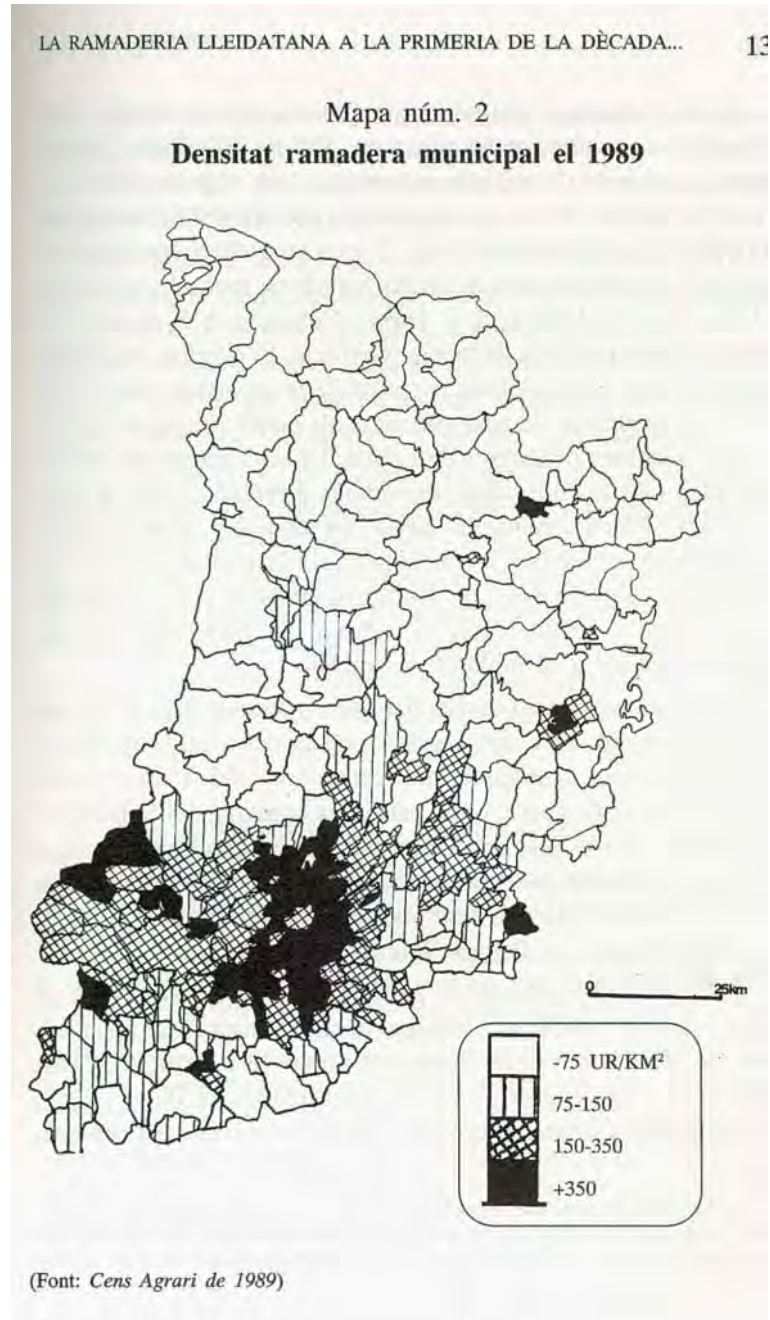 LA RAMADERIA LLEIDATANA A LA PRIMERIA DE LA DÈCADA... 13
Mapa núm. 2
Densitat ramadera municipal el 1989
0 25km
-75 UR/KM²
75-150
150-350
+350
(Font: Cens Agrari de 1989)